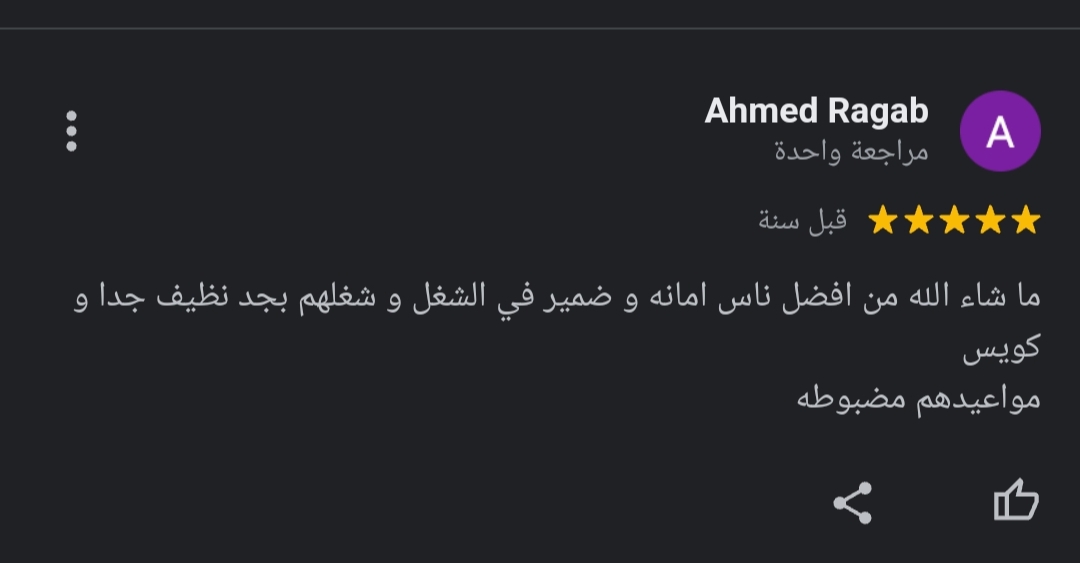 Ahmed Ragab
A
مراجعة واحدة
قبل سنة
ما شاء الله من افضل ناس امانه و ضمير في الشغل و شغلهم بجد نظيف جدا و
كويس
مواعيدهم مضبوطه